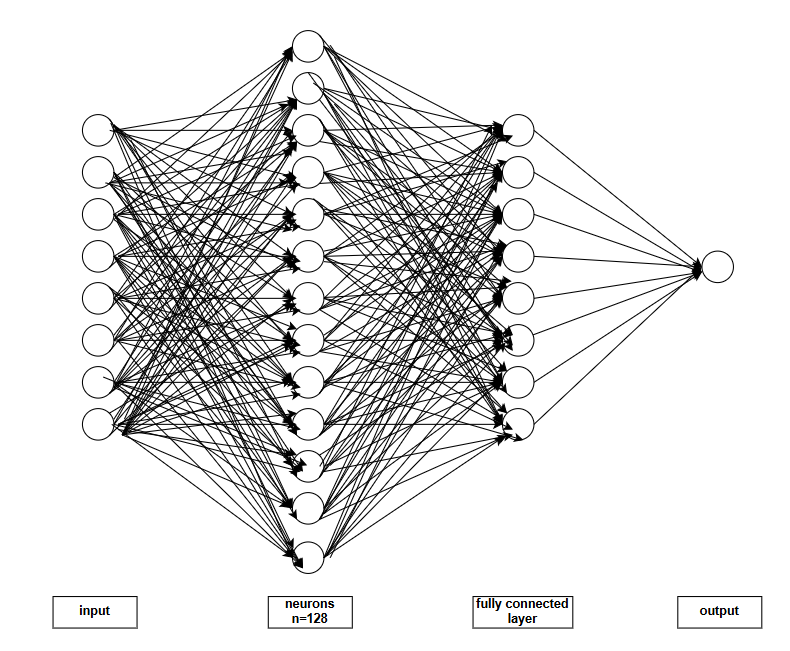 input
neurons
n=128
fully connected
layer
output